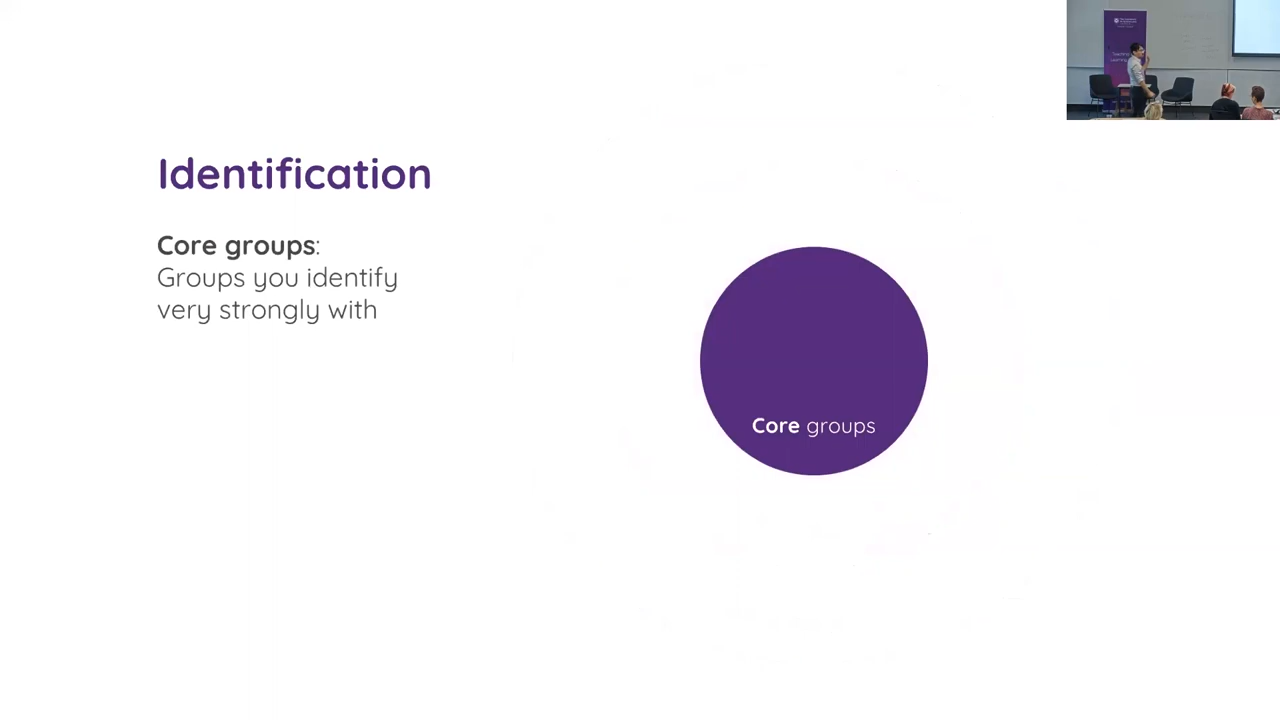 Identification
Core groups:
Groups you identify
very strongly with
Core groups